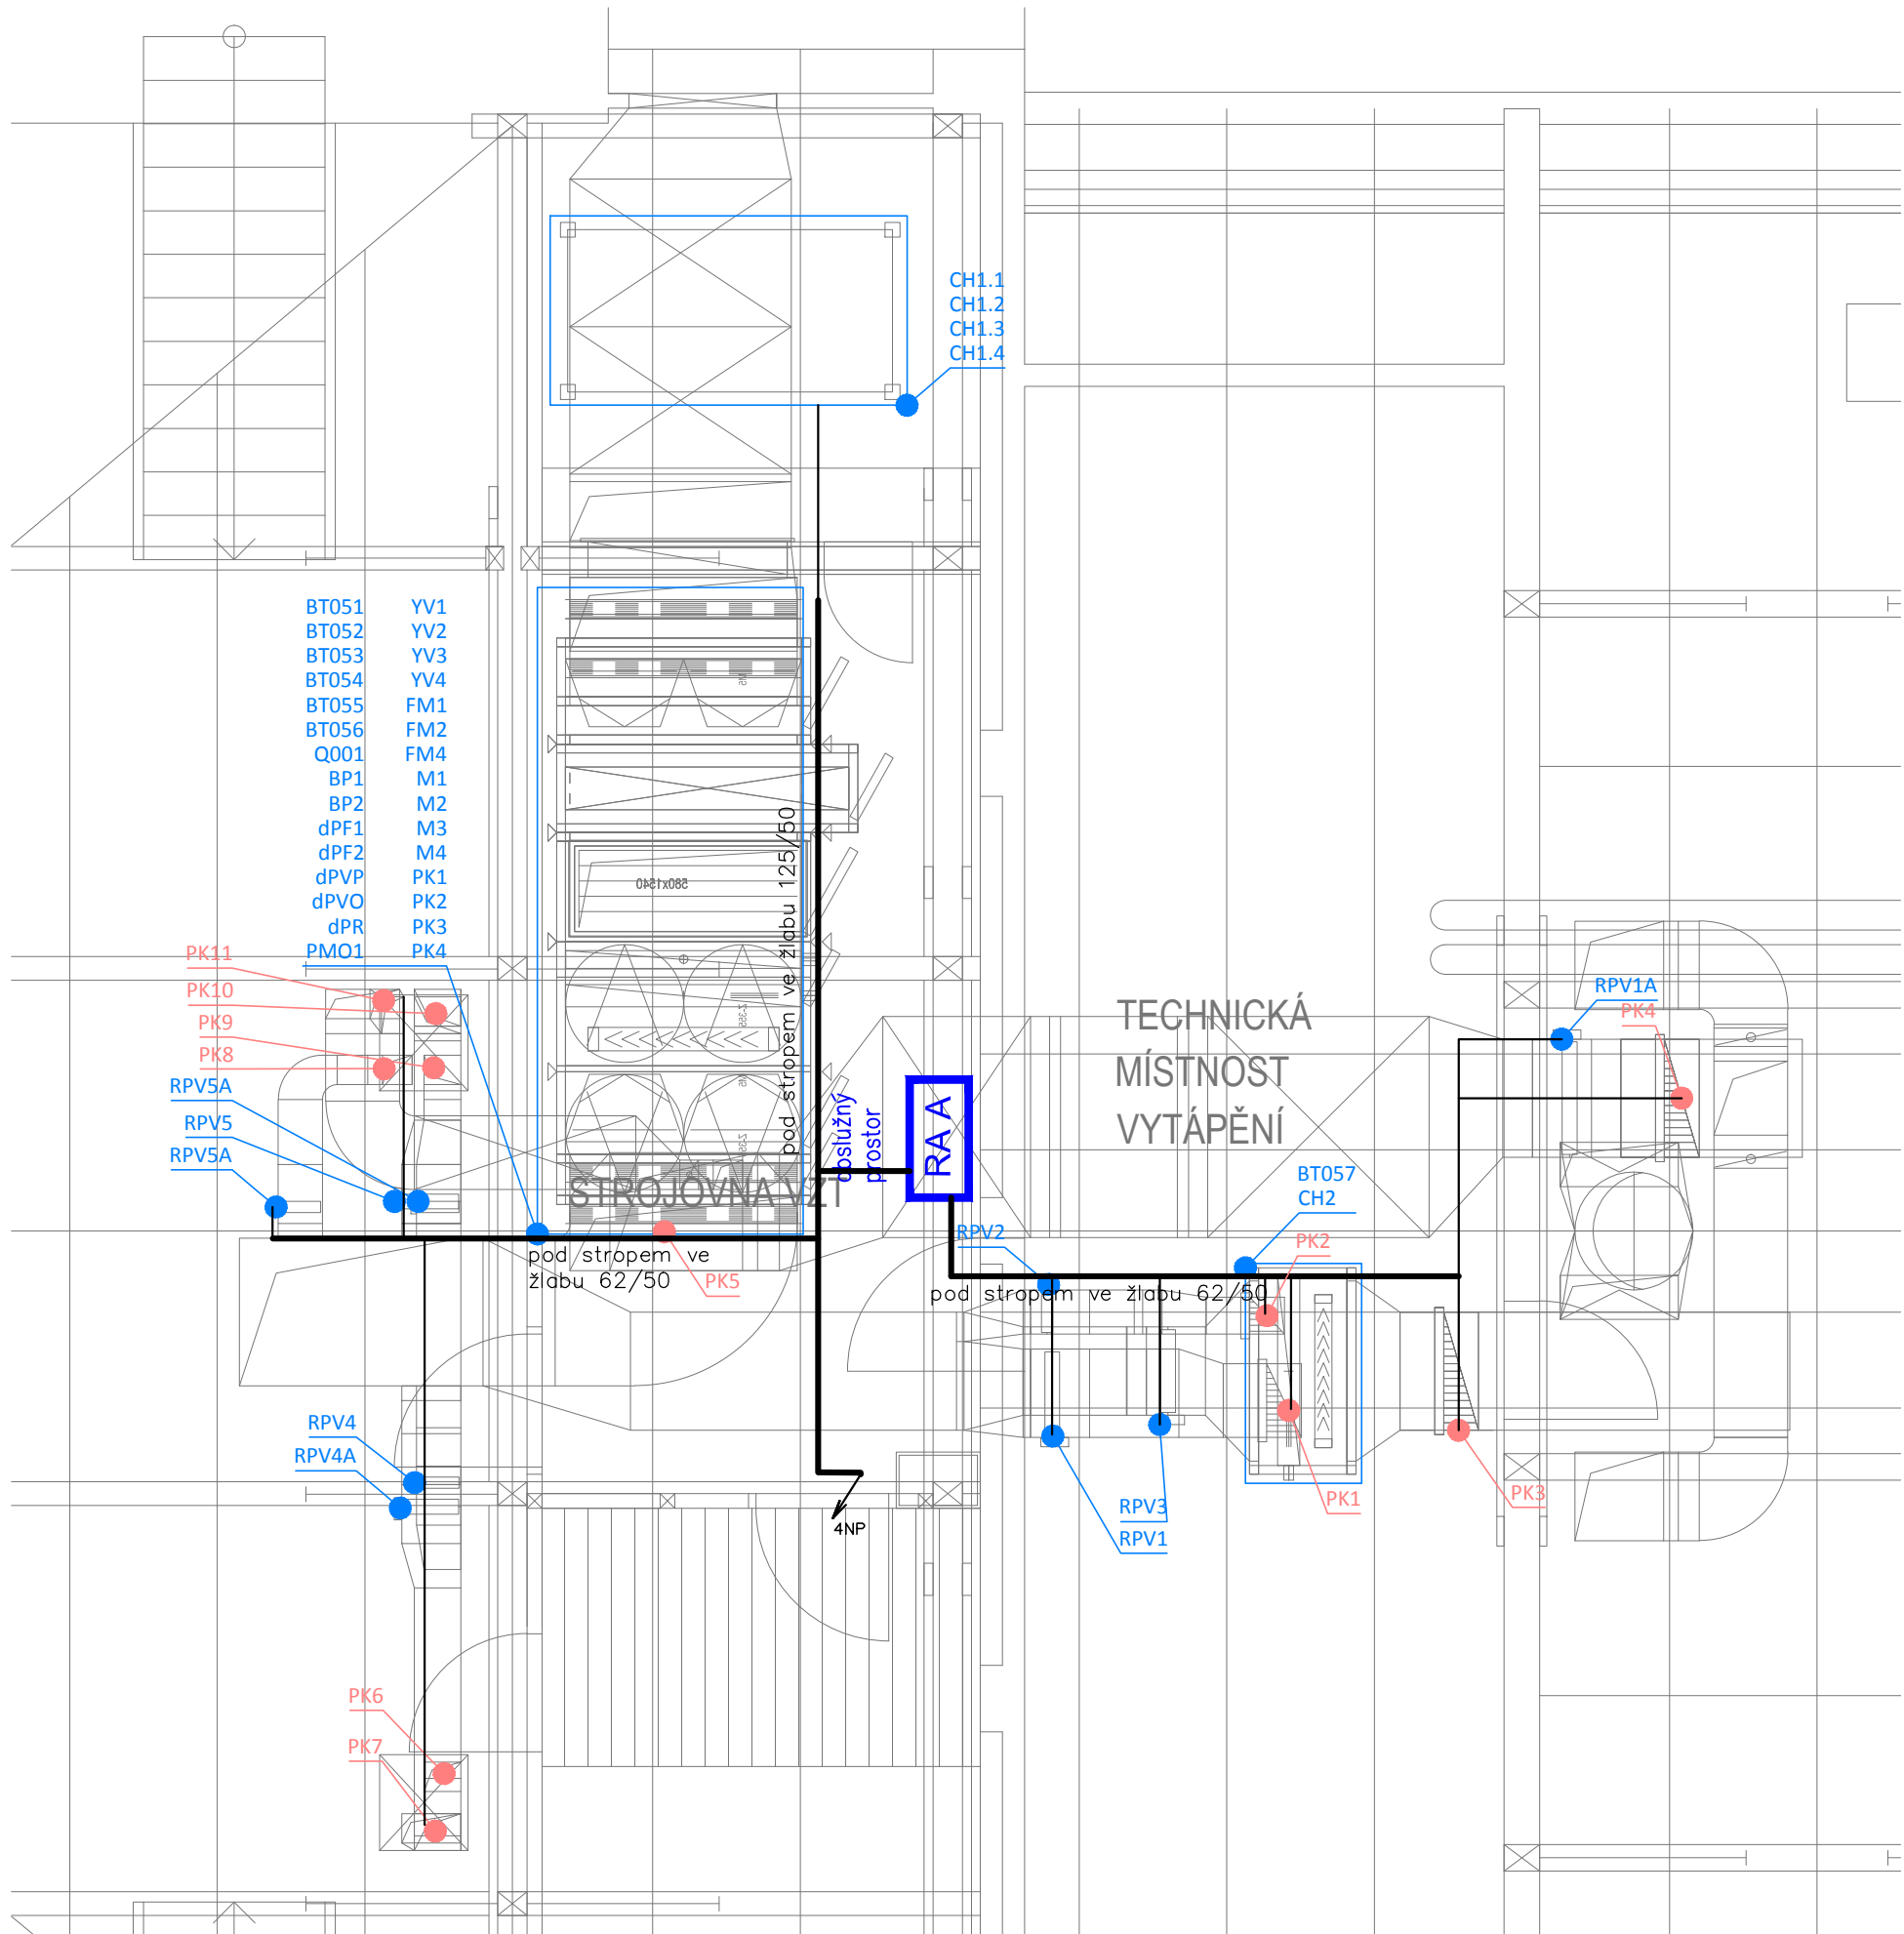 CH1.1
CH1.2
CH1.3
CH1.4
BT051 YV1
BT052 YV2
BT053 YV3
BT054 YV4
BT055 FM1
BT056 FM2
Q001 FM4
BP1 M1
BP2 M2
dPF1 M3
dPF2 M4
dPVP PK1
dPVO PK2
dPR PK3
PMO1 PK4
PK11
PK10
PK9
PK8
RPV5A
RPV5
RPV5A
580x1540
pod stropem ve žlabu 125/50
obslužný
prostor
RA A
STROJOVNA VZT
TECHNICKÁ
MÍSTNOST
VYTÁPĚNÍ
RPV1A
PK4
BT057
CH2
RPV2
PK2
pod stropem ve
žlabu 62/50
PK5
pod stropem ve žlabu 62/50
RPV4
RPV4A
4NP
RPV3
RPV1
PK1
PK3
PK6
PK7